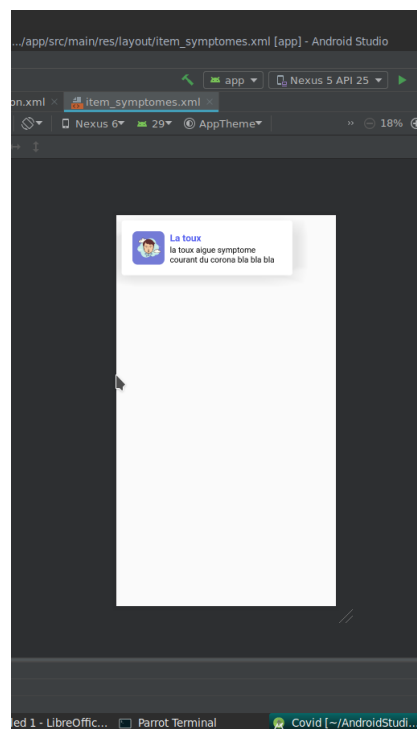 .../app/src/main/res/layout/item_symptomes.xml [app] - Android Studio
app Nexus 5 API 25
on.xml item_symptomes.xml
Nexus 6 29 AppTheme » 18%
La toux
la toux aigue symptome
courant du corona bla bla bla
led 1 - LibreOffic... Parrot Terminal Covid [~/AndroidStudi...